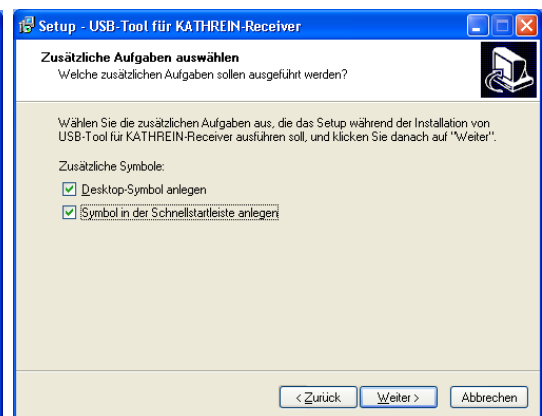 Setup - USB-Tool für KATHREIN-Receiver
Zusätzliche Aufgaben auswählen
Welche zusätzlichen Aufgaben sollen ausgeführt werden?
Wählen Sie die zusätzlichen Aufgaben aus, die das Setup während der Installation von
USB-Tool für KATHREIN-Receiver ausführen soll, und klicken Sie danach auf "Weiter".
Zusätzliche Symbole:
Desktop-Symbol anlegen
Symbol in der Schnellstartleiste anlegen
< Zurück Weiter > Abbrechen